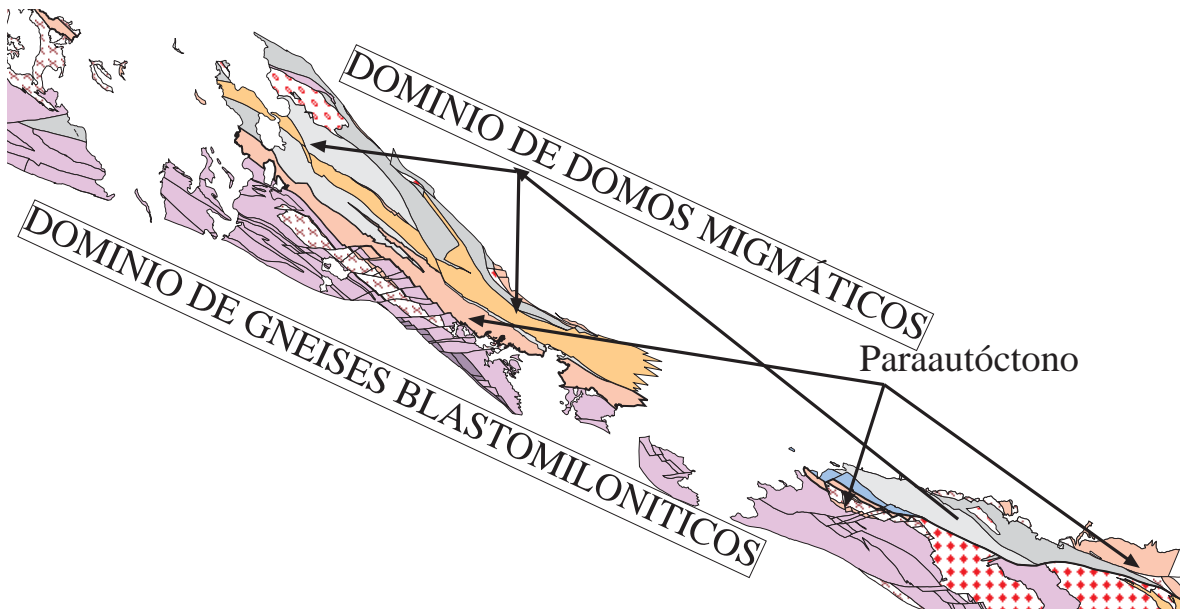 DOMINIO DE DOMOS MIGMÁTICOS
DOMINIO DE GNEISES BLASTOMILONITICOS
Paraautóctono